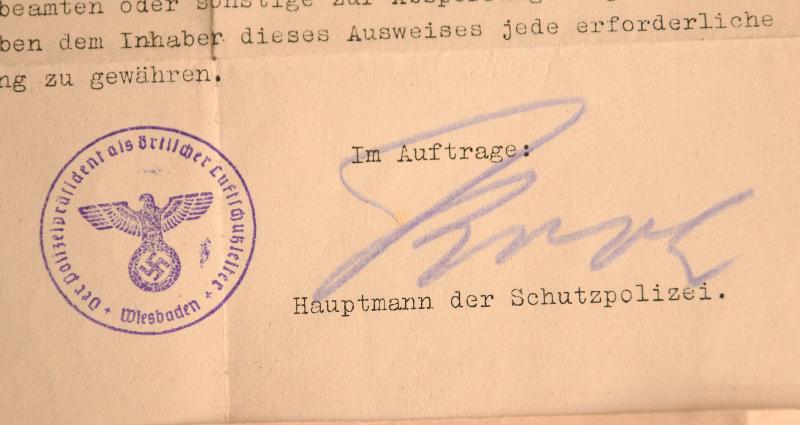 beamten oder sonstige zur
ben dem Inhaber dieses Ausweises jede erforderliche
ng zu gewähren.
Im Auftrage:
Hauptmann der Schutzpolizei.
Der Polizeipräsident als örtlicher Luftschutzleiter
+ Wiesbaden +